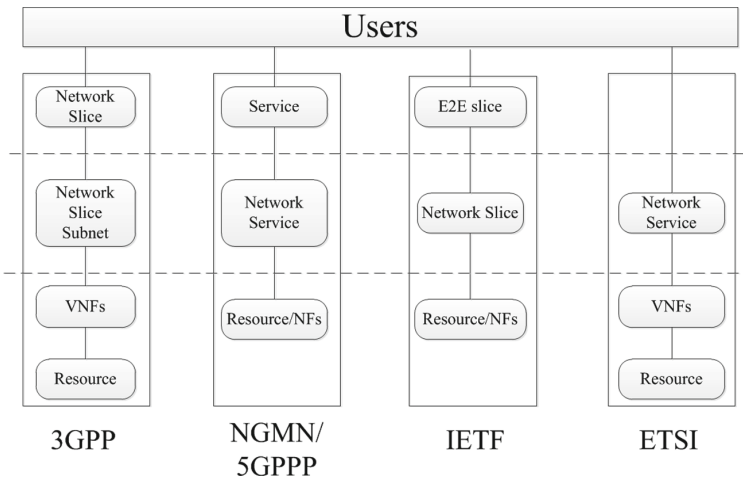 Users
Network
Slice
Service
E2E slice
Network
Slice
Subnet
Network
Service
Network Slice
Network
Service
VNFs
Resource/NFs
Resource/NFs
VNFs
Resource
Resource
3GPP
NGMN/
5GPPP
IETF
ETSI